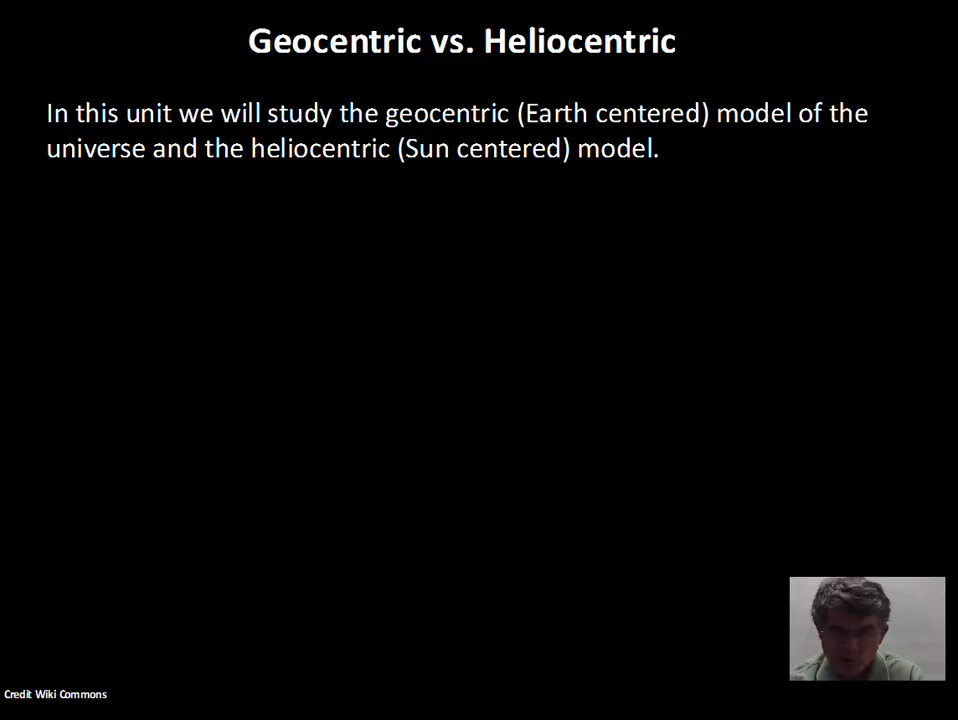 Geocentric vs. Heliocentric
In this unit we will study the geocentric (Earth centered) model of the
universe and the heliocentric (Sun centered) model.
Credit Wiki Commons